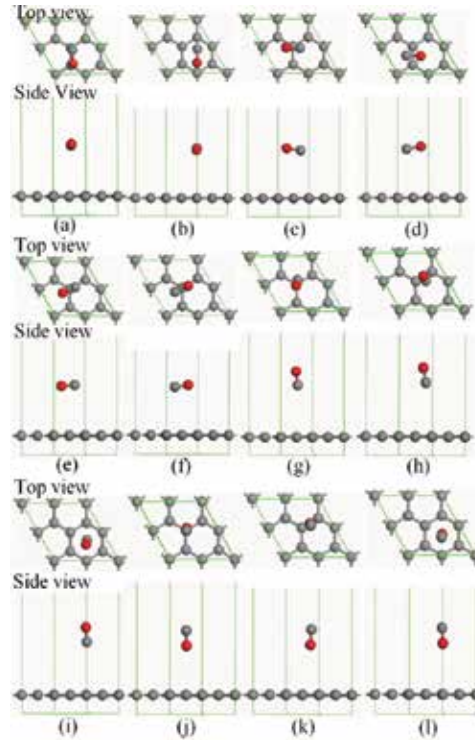 Top view
Side View
(a) (b) (c) (d)
Top view
Side view
(e) (f) (g) (h)
Top view
Side view
(i) (j) (k) (l)